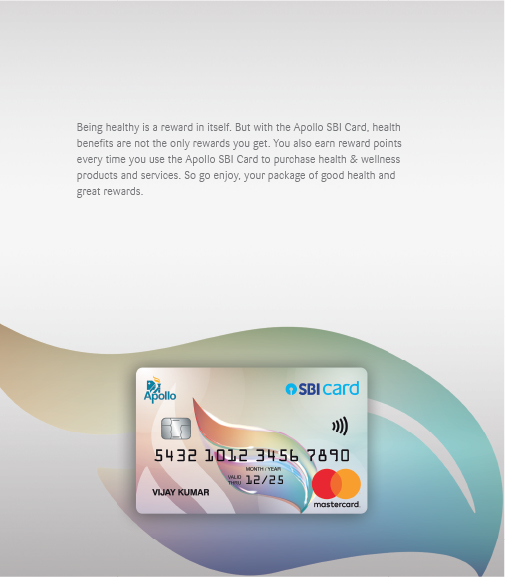 Being healthy is a reward in itself. But with the Apollo SBI Card, health
benefits are not the only rewards you get. You also earn reward points
every time you use the Apollo SBI Card to purchase health & wellness
products and services. So go enjoy, your package of good health and
great rewards.
Apollo
SBI card
5432 1012 3456 7890
MONTH / YEAR
VALID THRU 12/25
VIJAY KUMAR
mastercard.